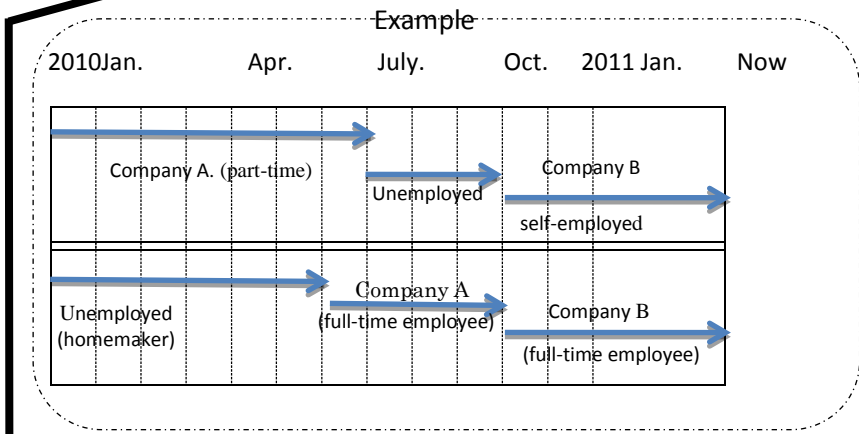 Example
2010Jan. Apr. July. Oct. 2011 Jan. Now
Company A. (part-time)
Unemployed
Company B
self-employed
Unemployed
(homemaker)
Company A
(full-time employee)
Company B
(full-time employee)